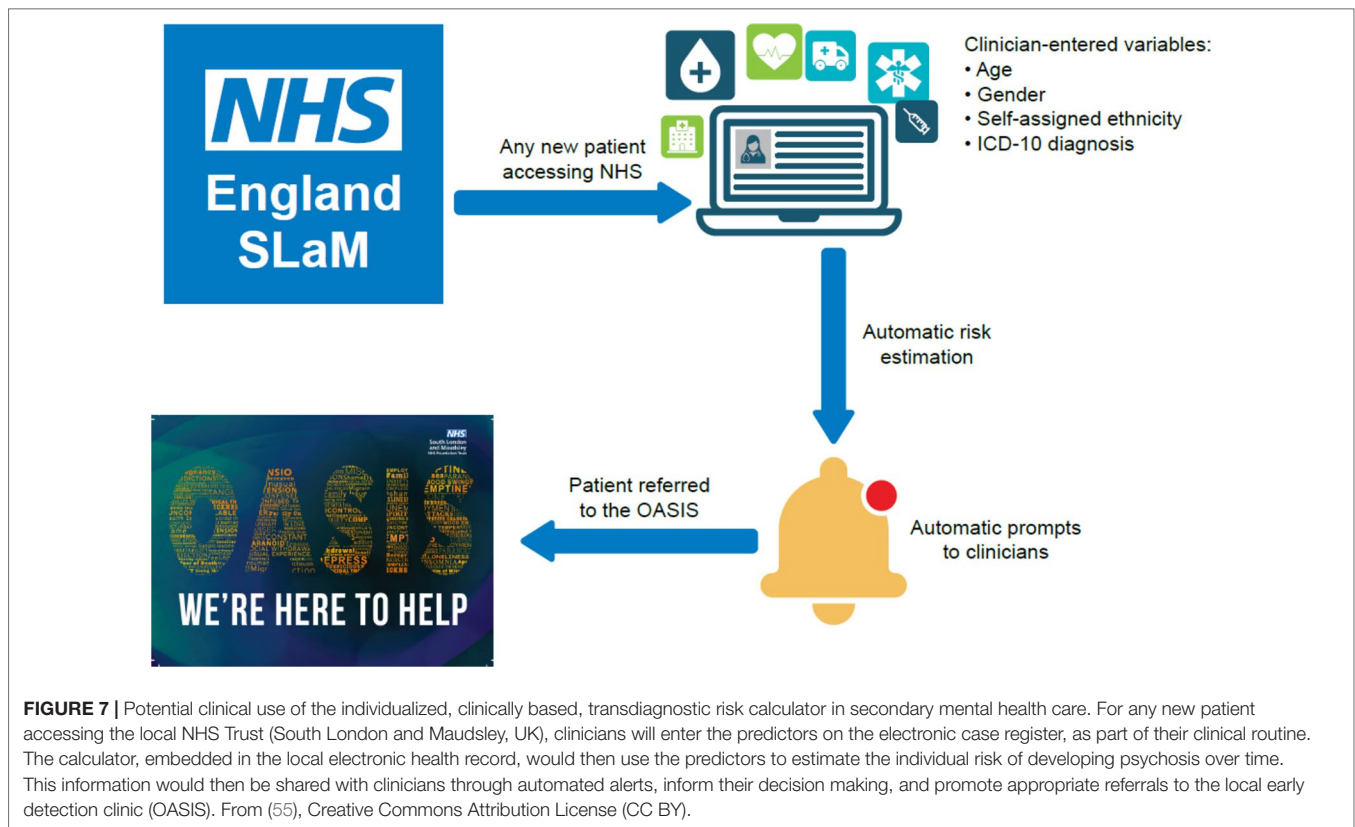 NHS
England
SLaM
Any new patient
accessing NHS
Clinician-entered variables:
• Age
• Gender
• Self-assigned ethnicity
• ICD-10 diagnosis
Automatic risk
estimation
Automatic prompts
to clinicians
Patient referred
to the OASIS
NHS
South London
and Maudsley
NHS Foundation Trust
OASIS
WE'RE HERE TO HELP
FIGURE 7 | Potential clinical use of the individualized, clinically based, transdiagnostic risk calculator in secondary mental health care. For any new patient
accessing the local NHS Trust (South London and Maudsley, UK), clinicians will enter the predictors on the electronic case register, as part of their clinical routine.
The calculator, embedded in the local electronic health record, would then use the predictors to estimate the individual risk of developing psychosis over time.
This information would then be shared with clinicians through automated alerts, inform their decision making, and promote appropriate referrals to the local early
detection clinic (OASIS). From (55), Creative Commons Attribution License (CC BY).